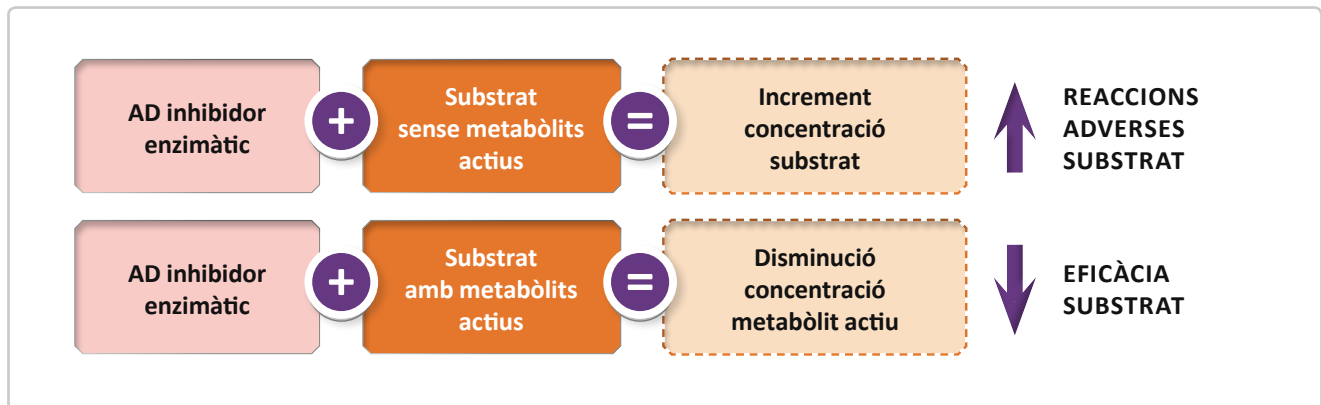 AD inhibidor
enzimàtic
+
Substrat
sense metabòlits
actius
=
Increment
concentració
substrat
REACCIONS
ADVERSES
SUBSTRAT
AD inhibidor
enzimàtic
+
Substrat
amb metabòlits
actius
=
Disminució
concentració
metabòlit actiu
EFICÀCIA
SUBSTRAT